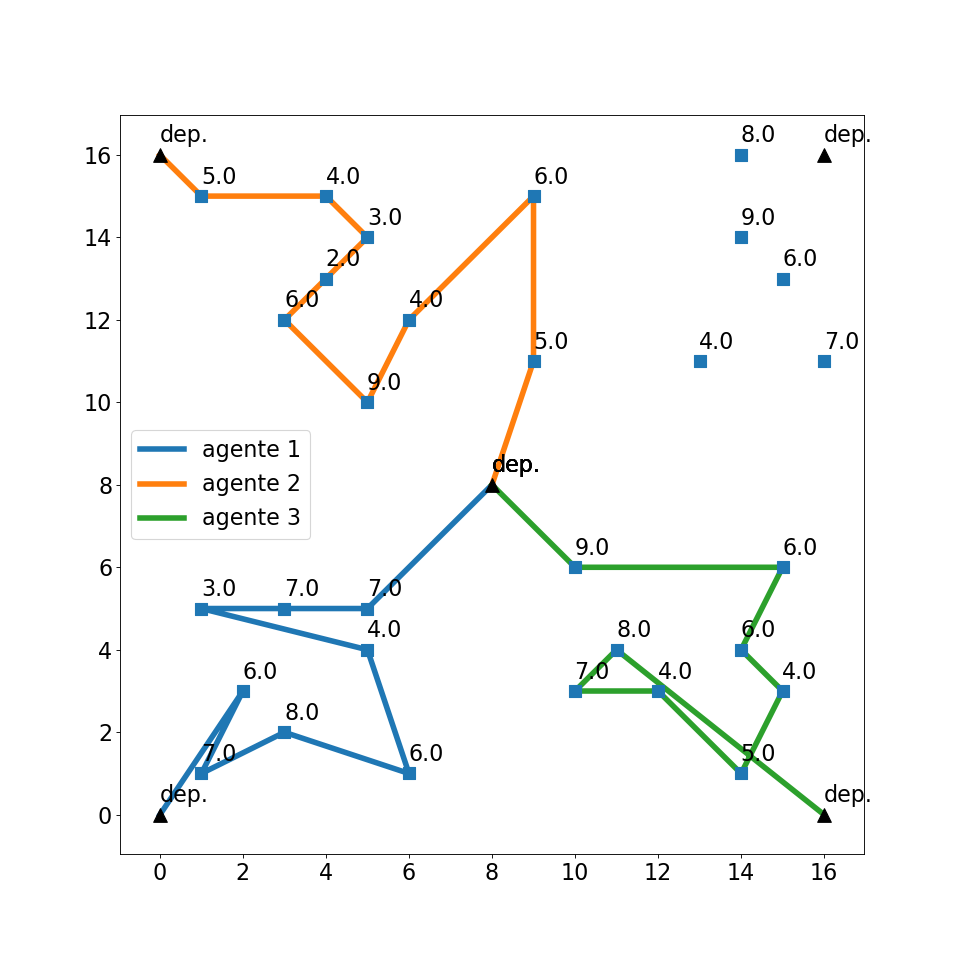 dep. 8.0 dep.
16
5.0 4.0 6.0
3.0 9.0
14
2.0 6.0
6.0 4.0
12
5.0 4.0 7.0
9.0
10
agente 1
agente 2
agente 3
dep.
8
9.0 6.0
6
3.0 7.0 7.0
4.0 8.0 6.0
4
6.0 7.0 4.0 4.0
8.0
2
7.0 6.0 5.0
dep. dep.
0
0 2 4 6 8 10 12 14 16